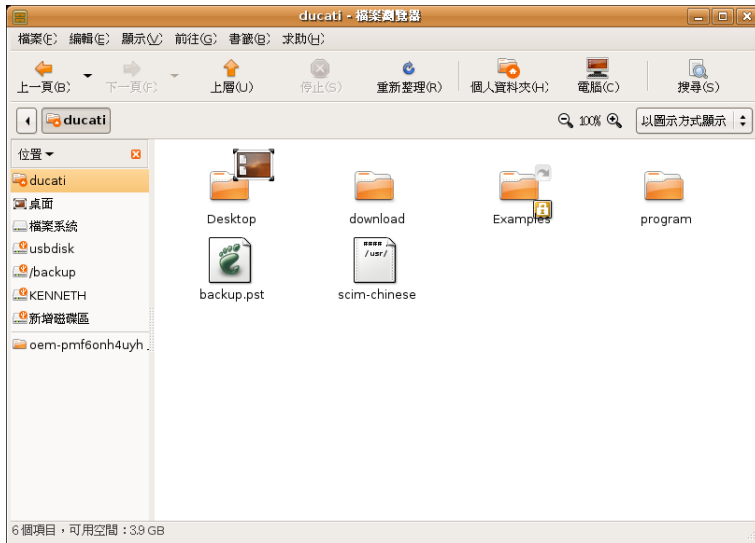 ducati - 檔案瀏覽器
檔案(F) 編輯(E) 顯示(V) 前往(G) 書籤(B) 求助(H)
上一頁(B) 下一頁(F) 上層(U) 停止(S) 重新整理(R) 個人資料夾(H) 電腦(C) 搜尋(S)
ducati 100% 以圖示方式顯示
位置
ducati
桌面
檔案系統
usbdisk
/backup
KENNETH
新增磁碟區
oem-pmf6onh4uyh
Desktop download Examples program
####
/usr/
backup.pst scim-chinese
6 個項目，可用空間：3.9 GB